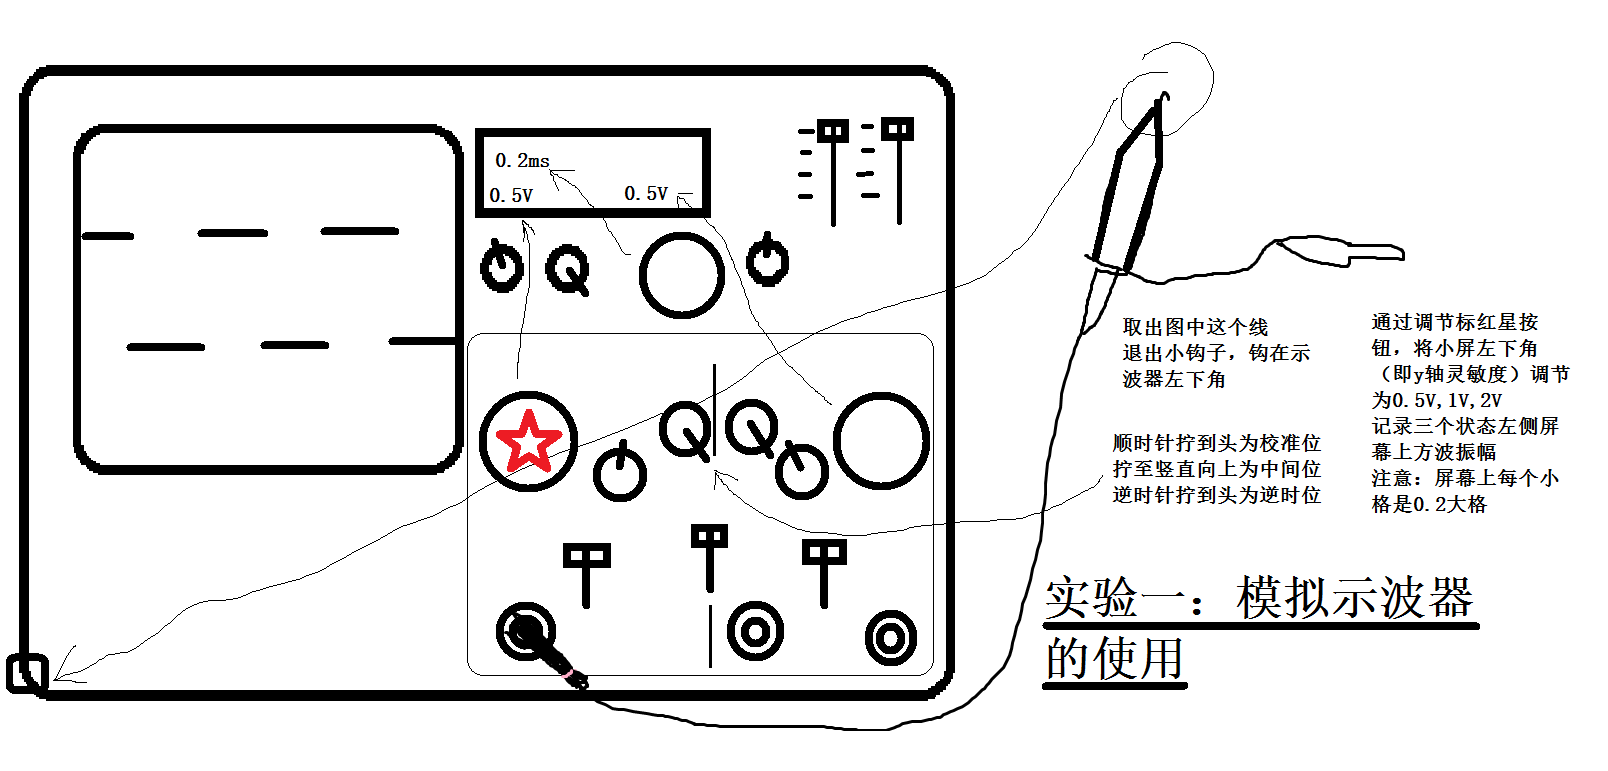 0.2ms
0.5V
0.5V
取出图中这个线
退出小钩子，钩在示
波器左下角
顺时针拧到头为校准位
拧至竖直向上为中间位
逆时针拧到头为逆时位
通过调节标红星按
钮，将小屏左下角
（即y轴灵敏度）调节
为0.5V,1V,2V
记录三个状态左侧屏
幕上方波振幅
注意：屏幕上每个小
格是0.2大格
实验一：模拟示波器
的使用